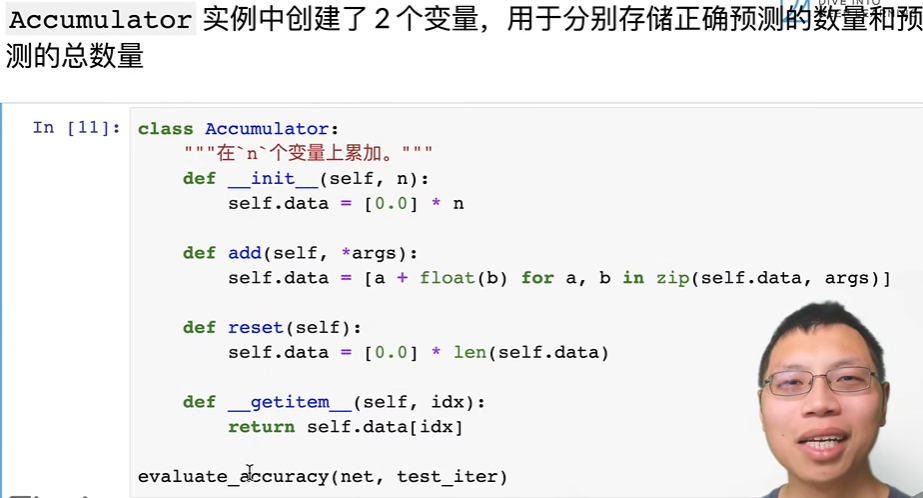 Accumulator 实例中创建了 2 个变量，用于分别存储正确预测的数量和预
测的总数量
DIVE INTO
In [11]:
class Accumulator:
"""在`n`个变量上累加。"""
def __init__(self, n):
self.data = [0.0] * n
def add(self, *args):
self.data = [a + float(b) for a, b in zip(self.data, args)]
def reset(self):
self.data = [0.0] * len(self.data)
def __getitem__(self, idx):
return self.data[idx]
evaluate_accuracy(net, test_iter)